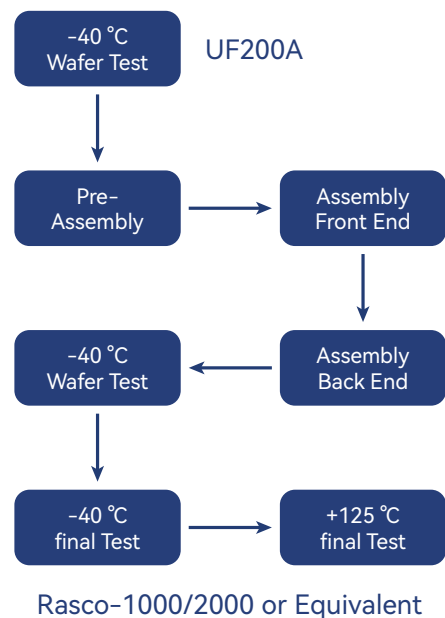 -40 °C
Wafer Test
UF200A
Pre-
Assembly
Assembly
Front End
-40 °C
Wafer Test
Assembly
Back End
-40 °C
final Test
+125 °C
final Test
Rasco-1000/2000 or Equivalent